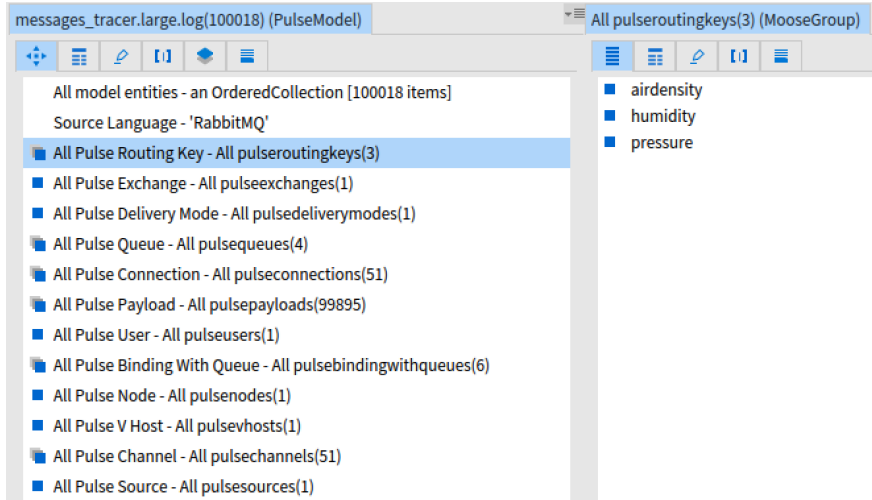 messages_tracer.large.log(100018) (PulseModel)
All model entities - an OrderedCollection [100018 items]
Source Language - 'RabbitMQ'
All Pulse Routing Key - All pulseroutingkeys(3)
All Pulse Exchange - All pulseexchanges(1)
All Pulse Delivery Mode - All pulsedeliverymodes(1)
All Pulse Queue - All pulsequeues(4)
All Pulse Connection - All pulseconnections(51)
All Pulse Payload - All pulsepayloads(99895)
All Pulse User - All pulseusers(1)
All Pulse Binding With Queue - All pulsebindingwithqueues(6)
All Pulse Node - All pulsenodes(1)
All Pulse V Host - All pulsevhosts(1)
All Pulse Channel - All pulsechannels(51)
All Pulse Source - All pulsesources(1)
All pulseroutingkeys(3) (MooseGroup)
airdensity
humidity
pressure